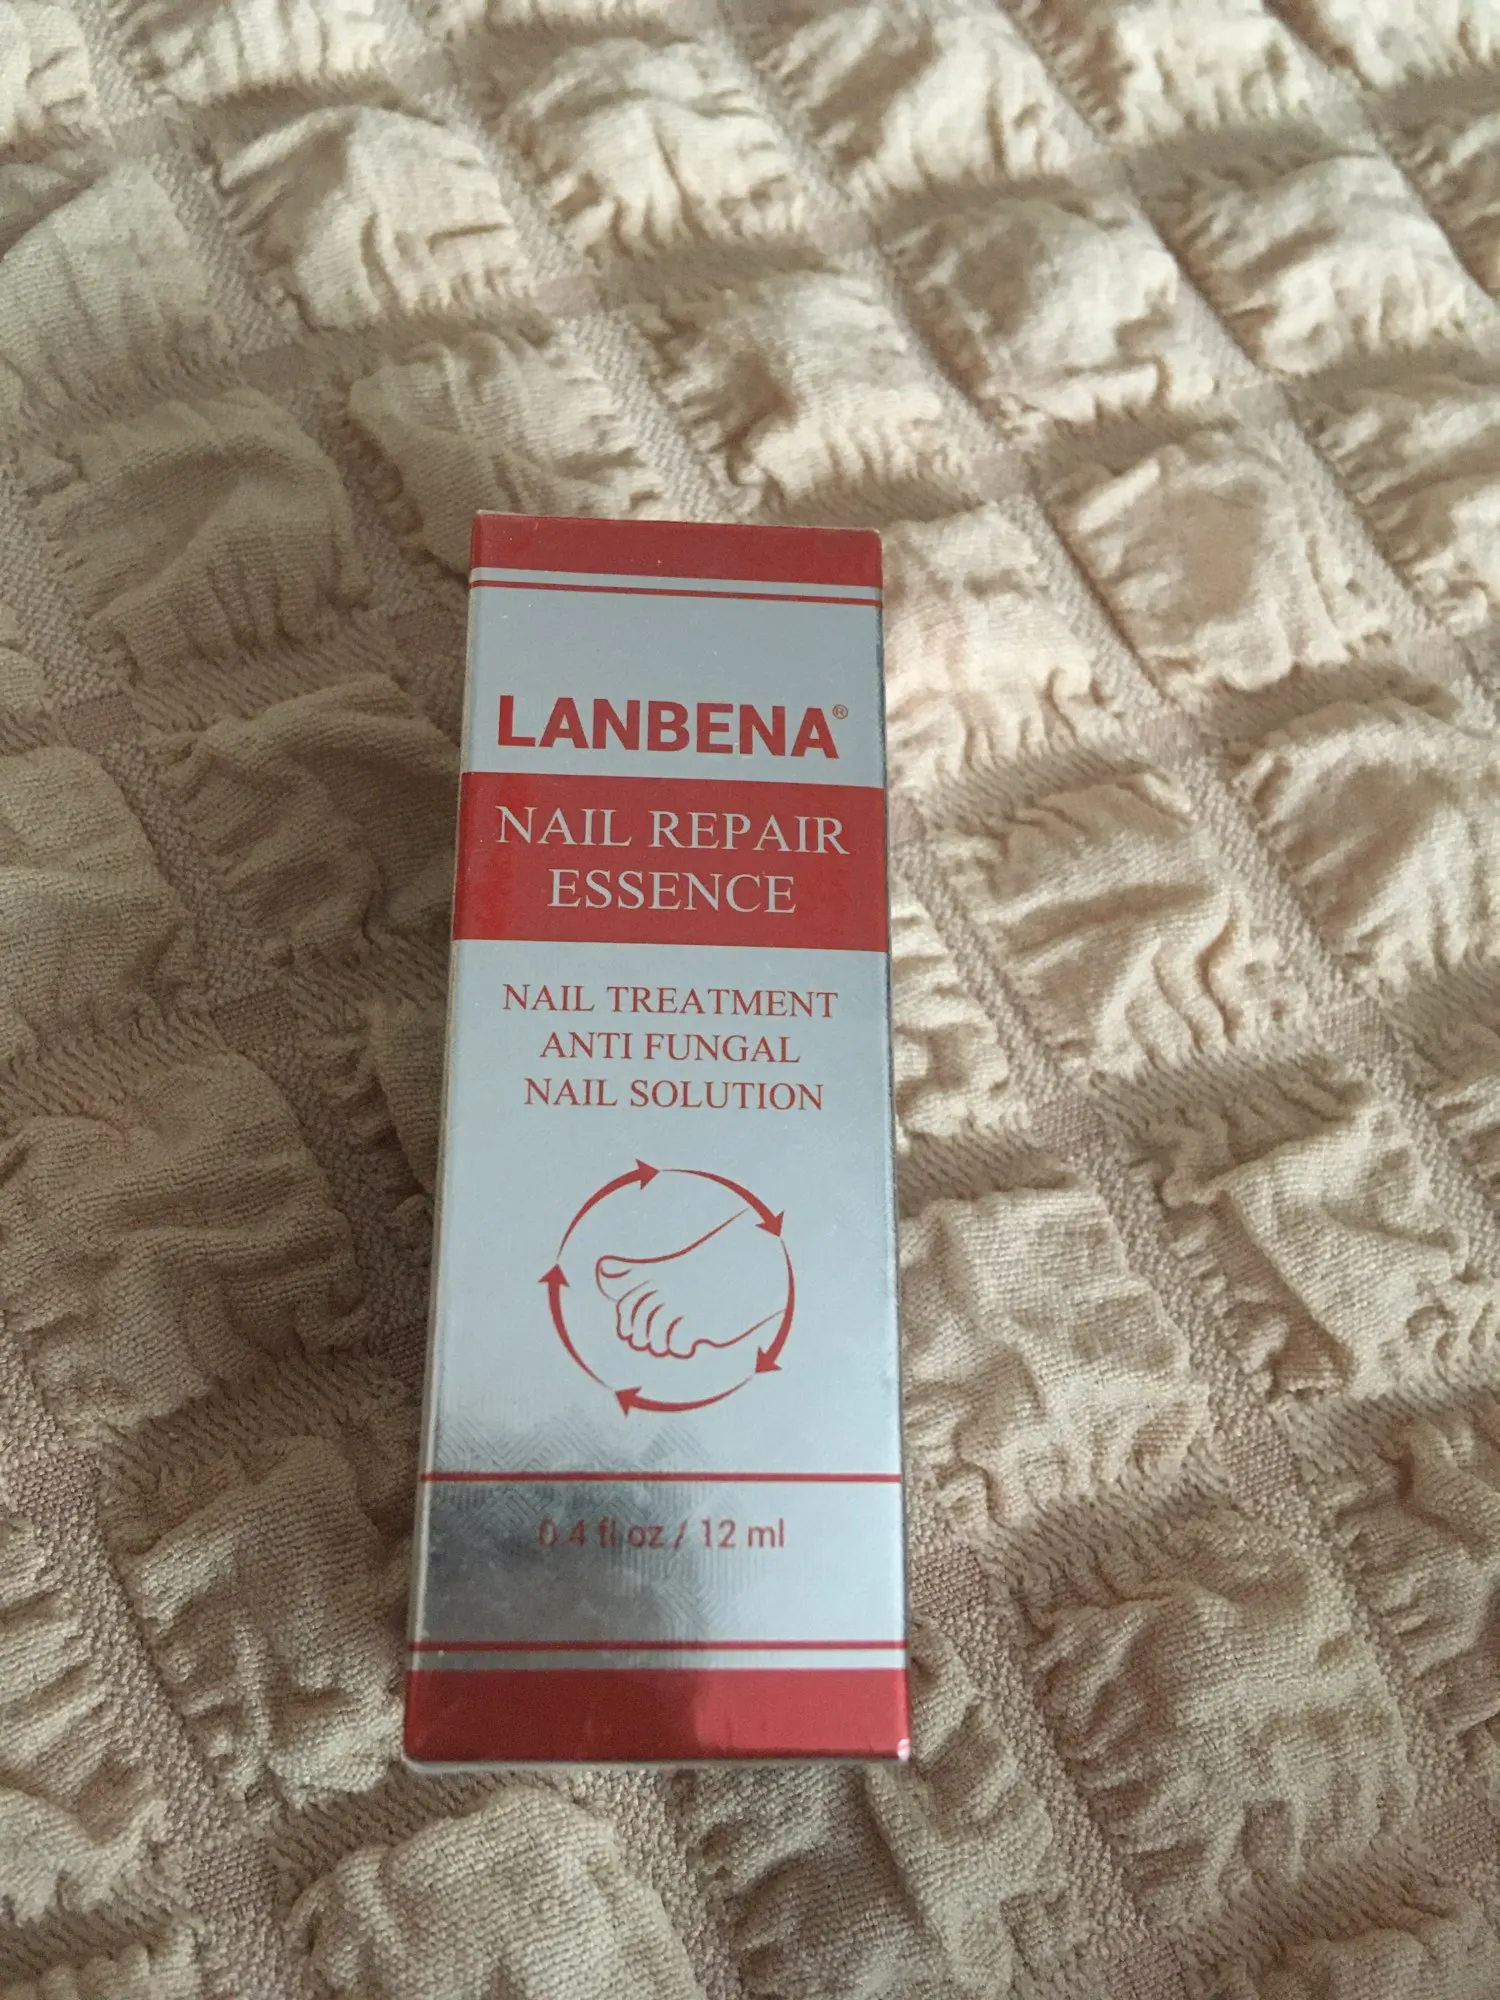 LANBENA®
NAIL REPAIR
ESSENCE
NAIL TREATMENT
ANTI FUNGAL
NAIL SOLUTION
0.4 fl oz / 12 ml